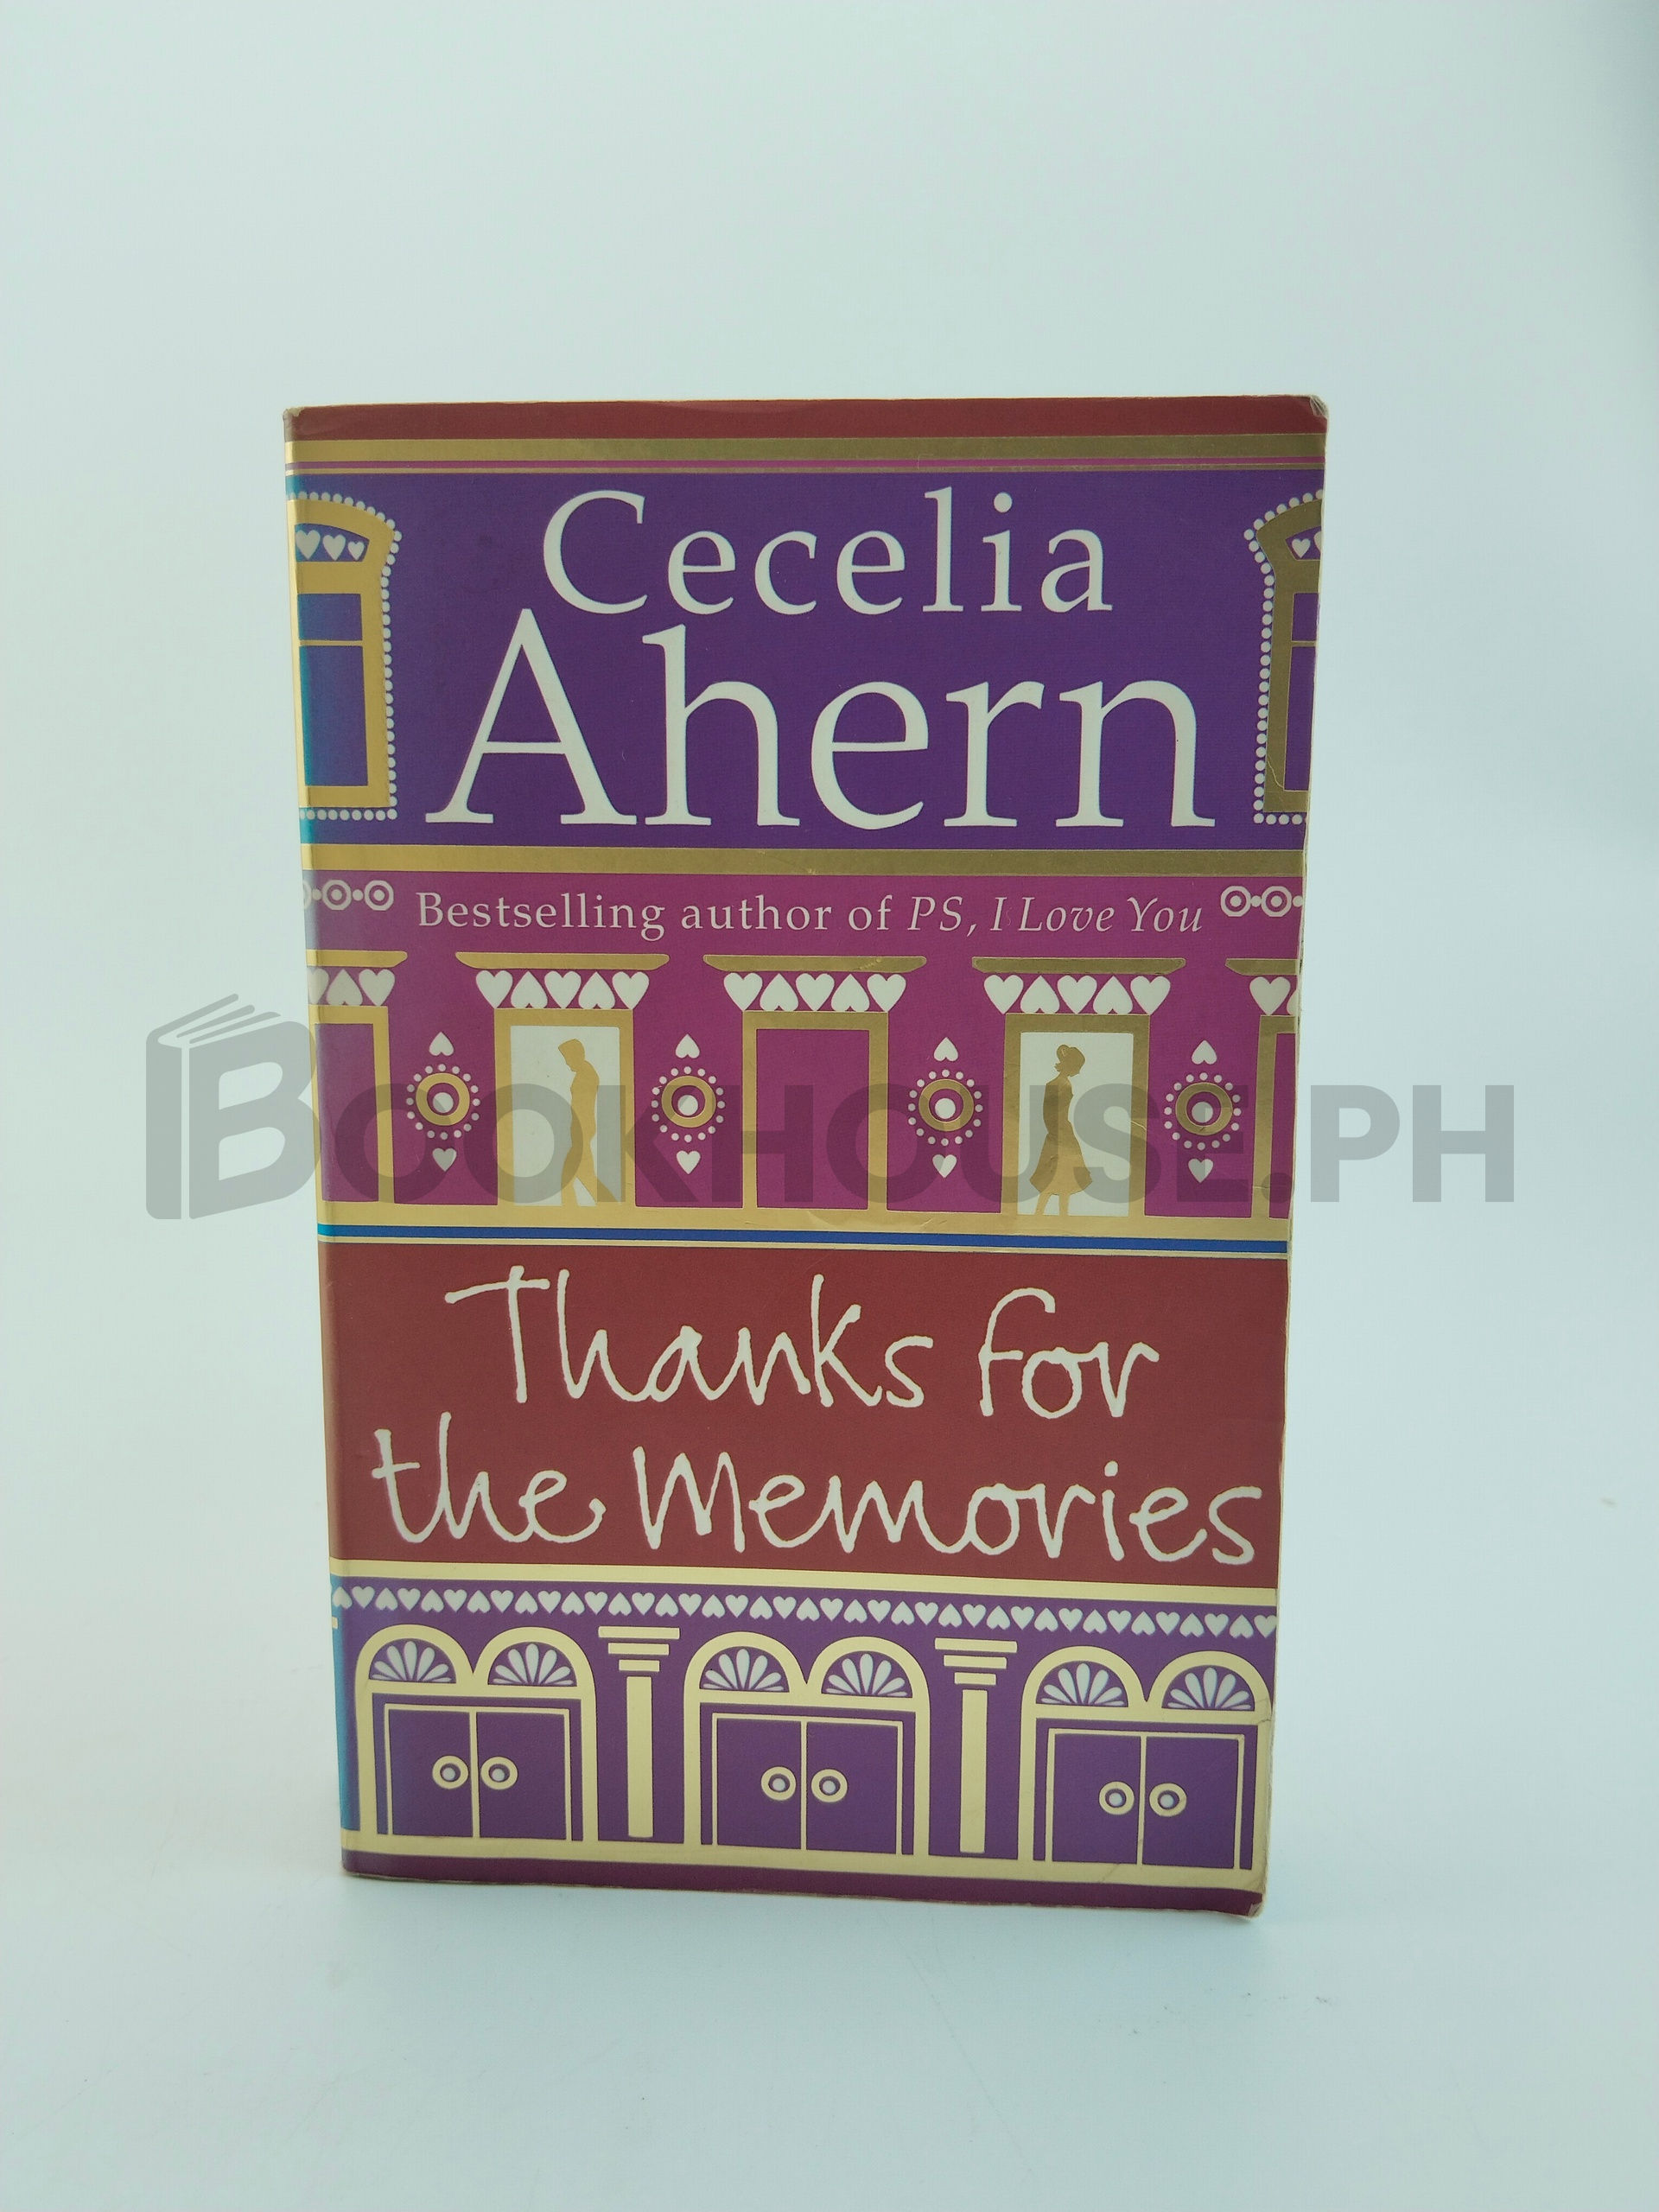 Cecelia
Ahern
Bestselling author of PS, I Love You
BOOKHOUSE.PH
Thanks for
the Memories